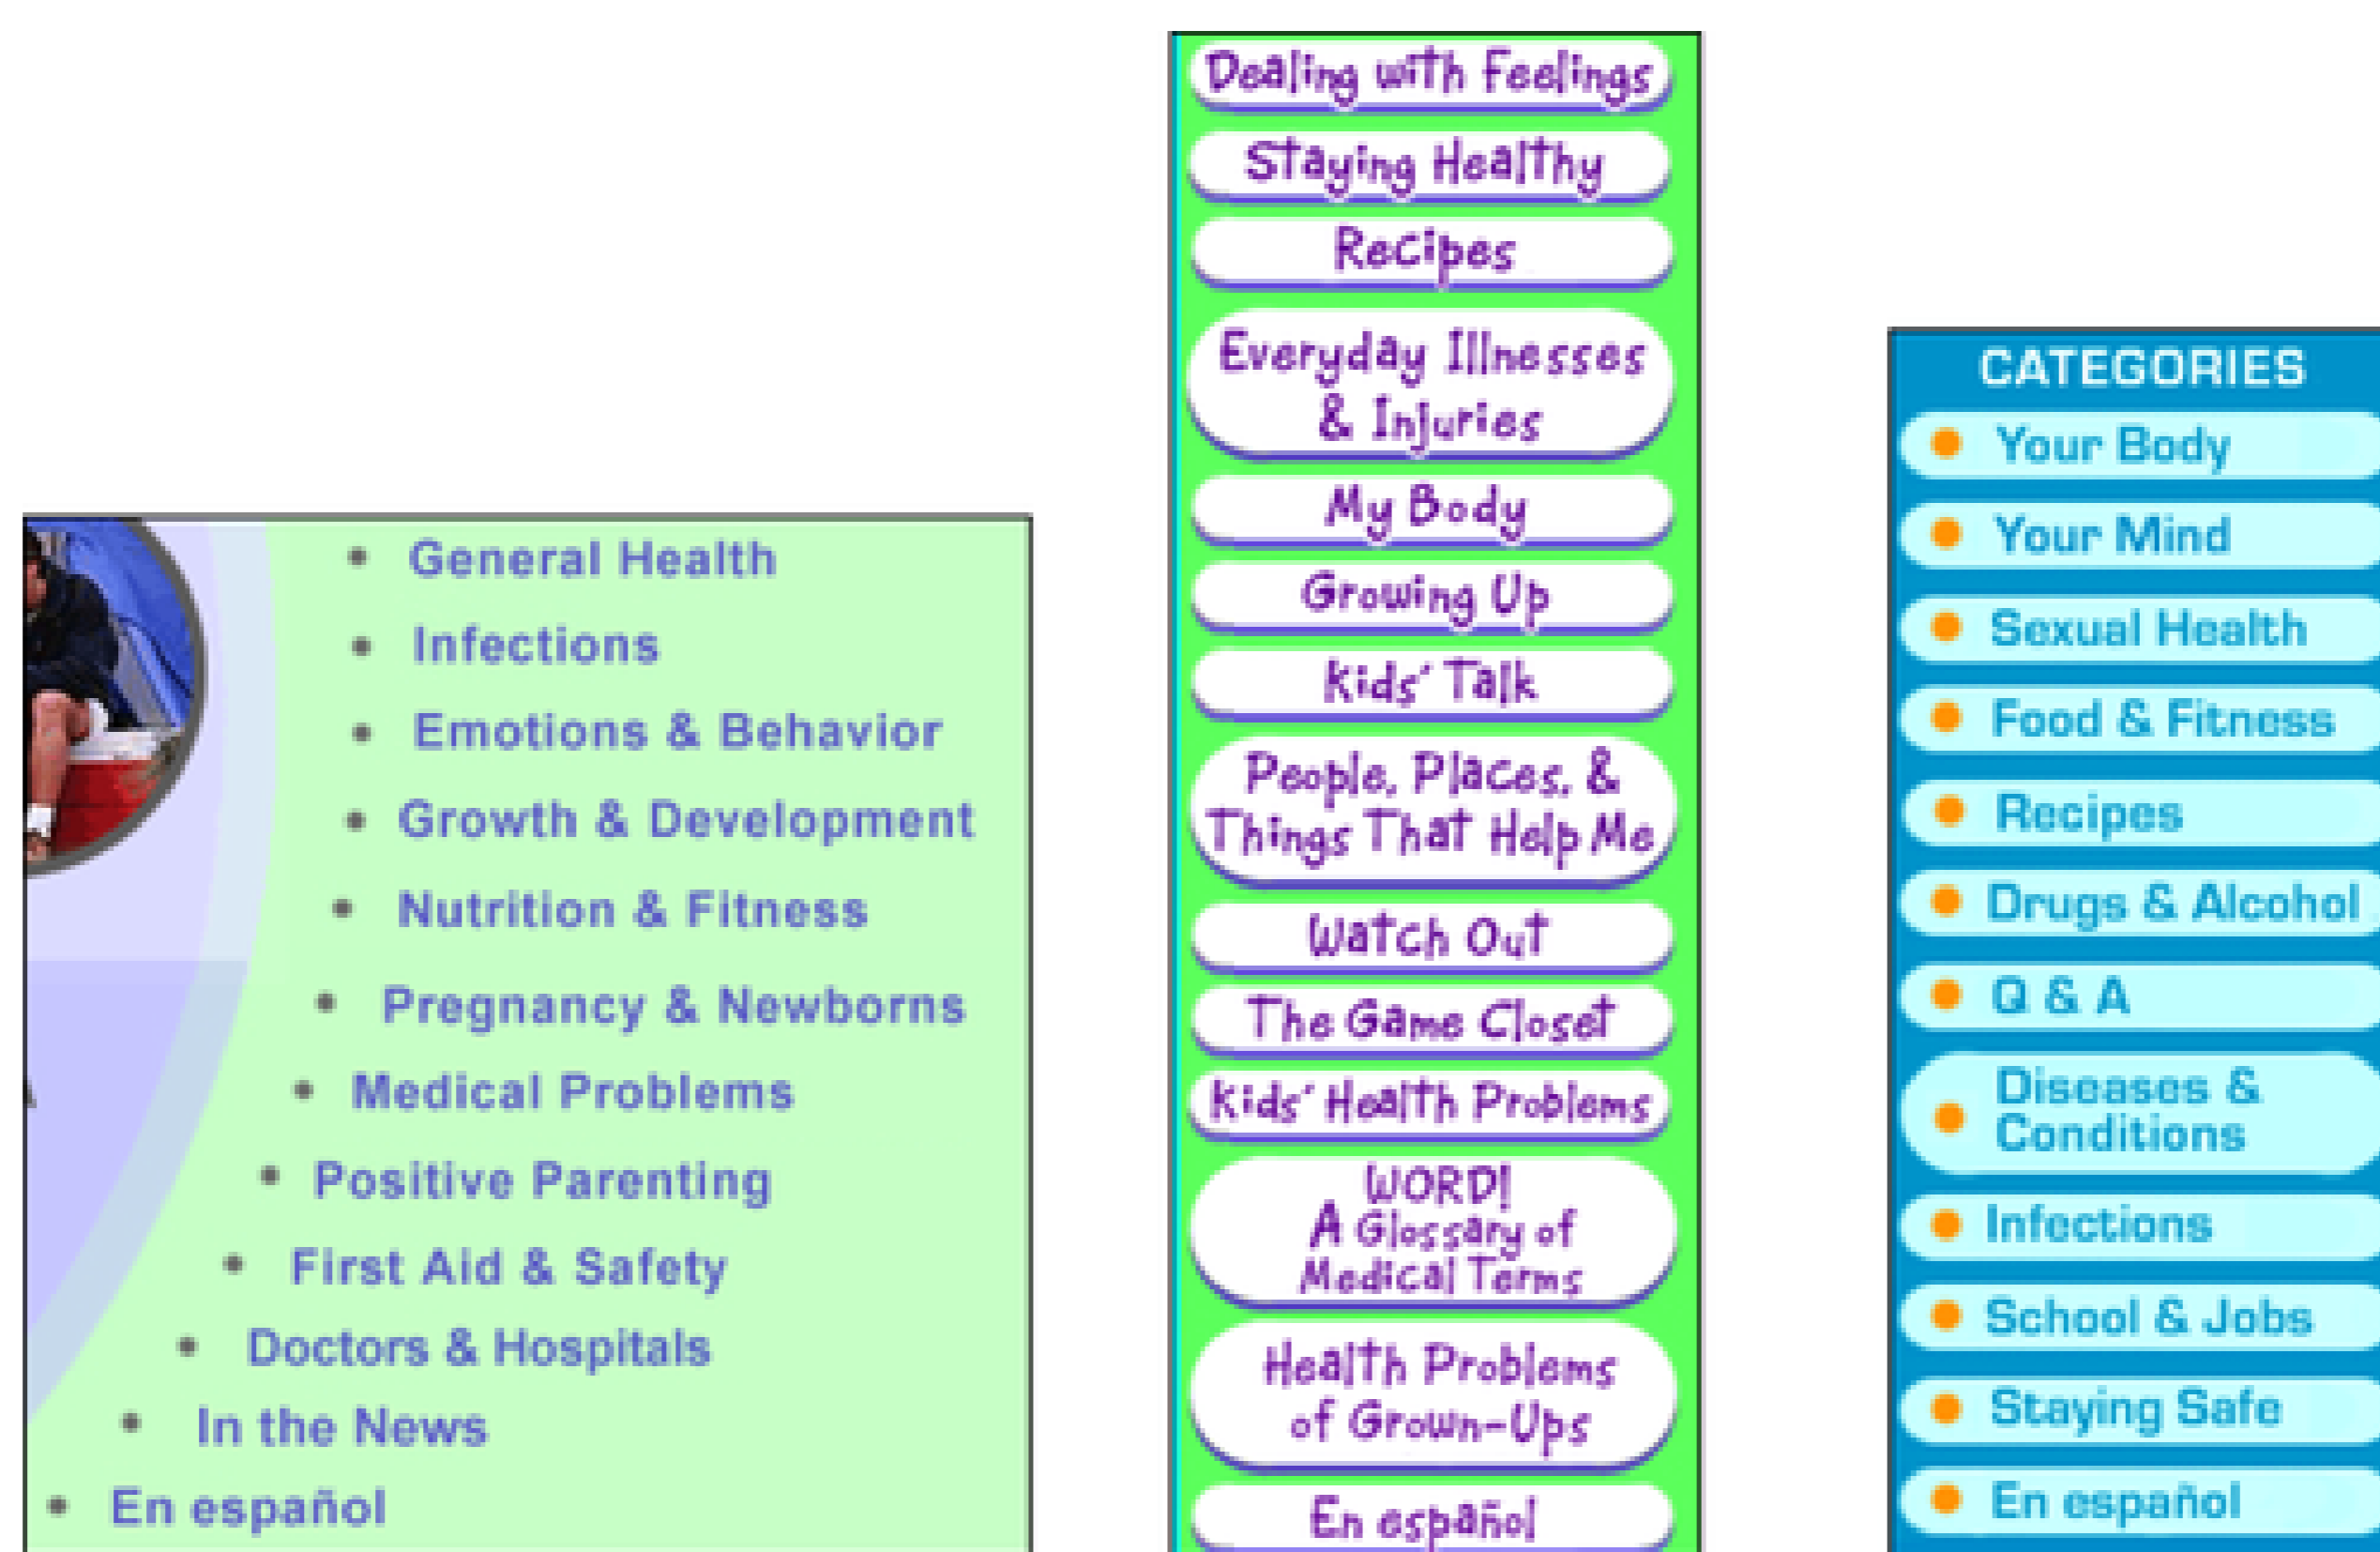 General Health
Infections
Emotions & Behavior
Growth & Development
Nutrition & Fitness
Pregnancy & Newborns
Medical Problems
Positive Parenting
First Aid & Safety
Doctors & Hospitals
In the News
En español
Dealing with Feelings
Staying Healthy
Recipes
Everyday Illnesses
& Injuries
My Body
Growing Up
Kids' Talk
People, Places, &
Things That Help Me
Watch Out
The Game Closet
Kids' Health Problems
WORD!
A Glossary of
Medical Terms
Health Problems
of Grown-Ups
En español
CATEGORIES
Your Body
Your Mind
Sexual Health
Food & Fitness
Recipes
Drugs & Alcohol
Q & A
Diseases &
Conditions
Infections
School & Jobs
Staying Safe
En español